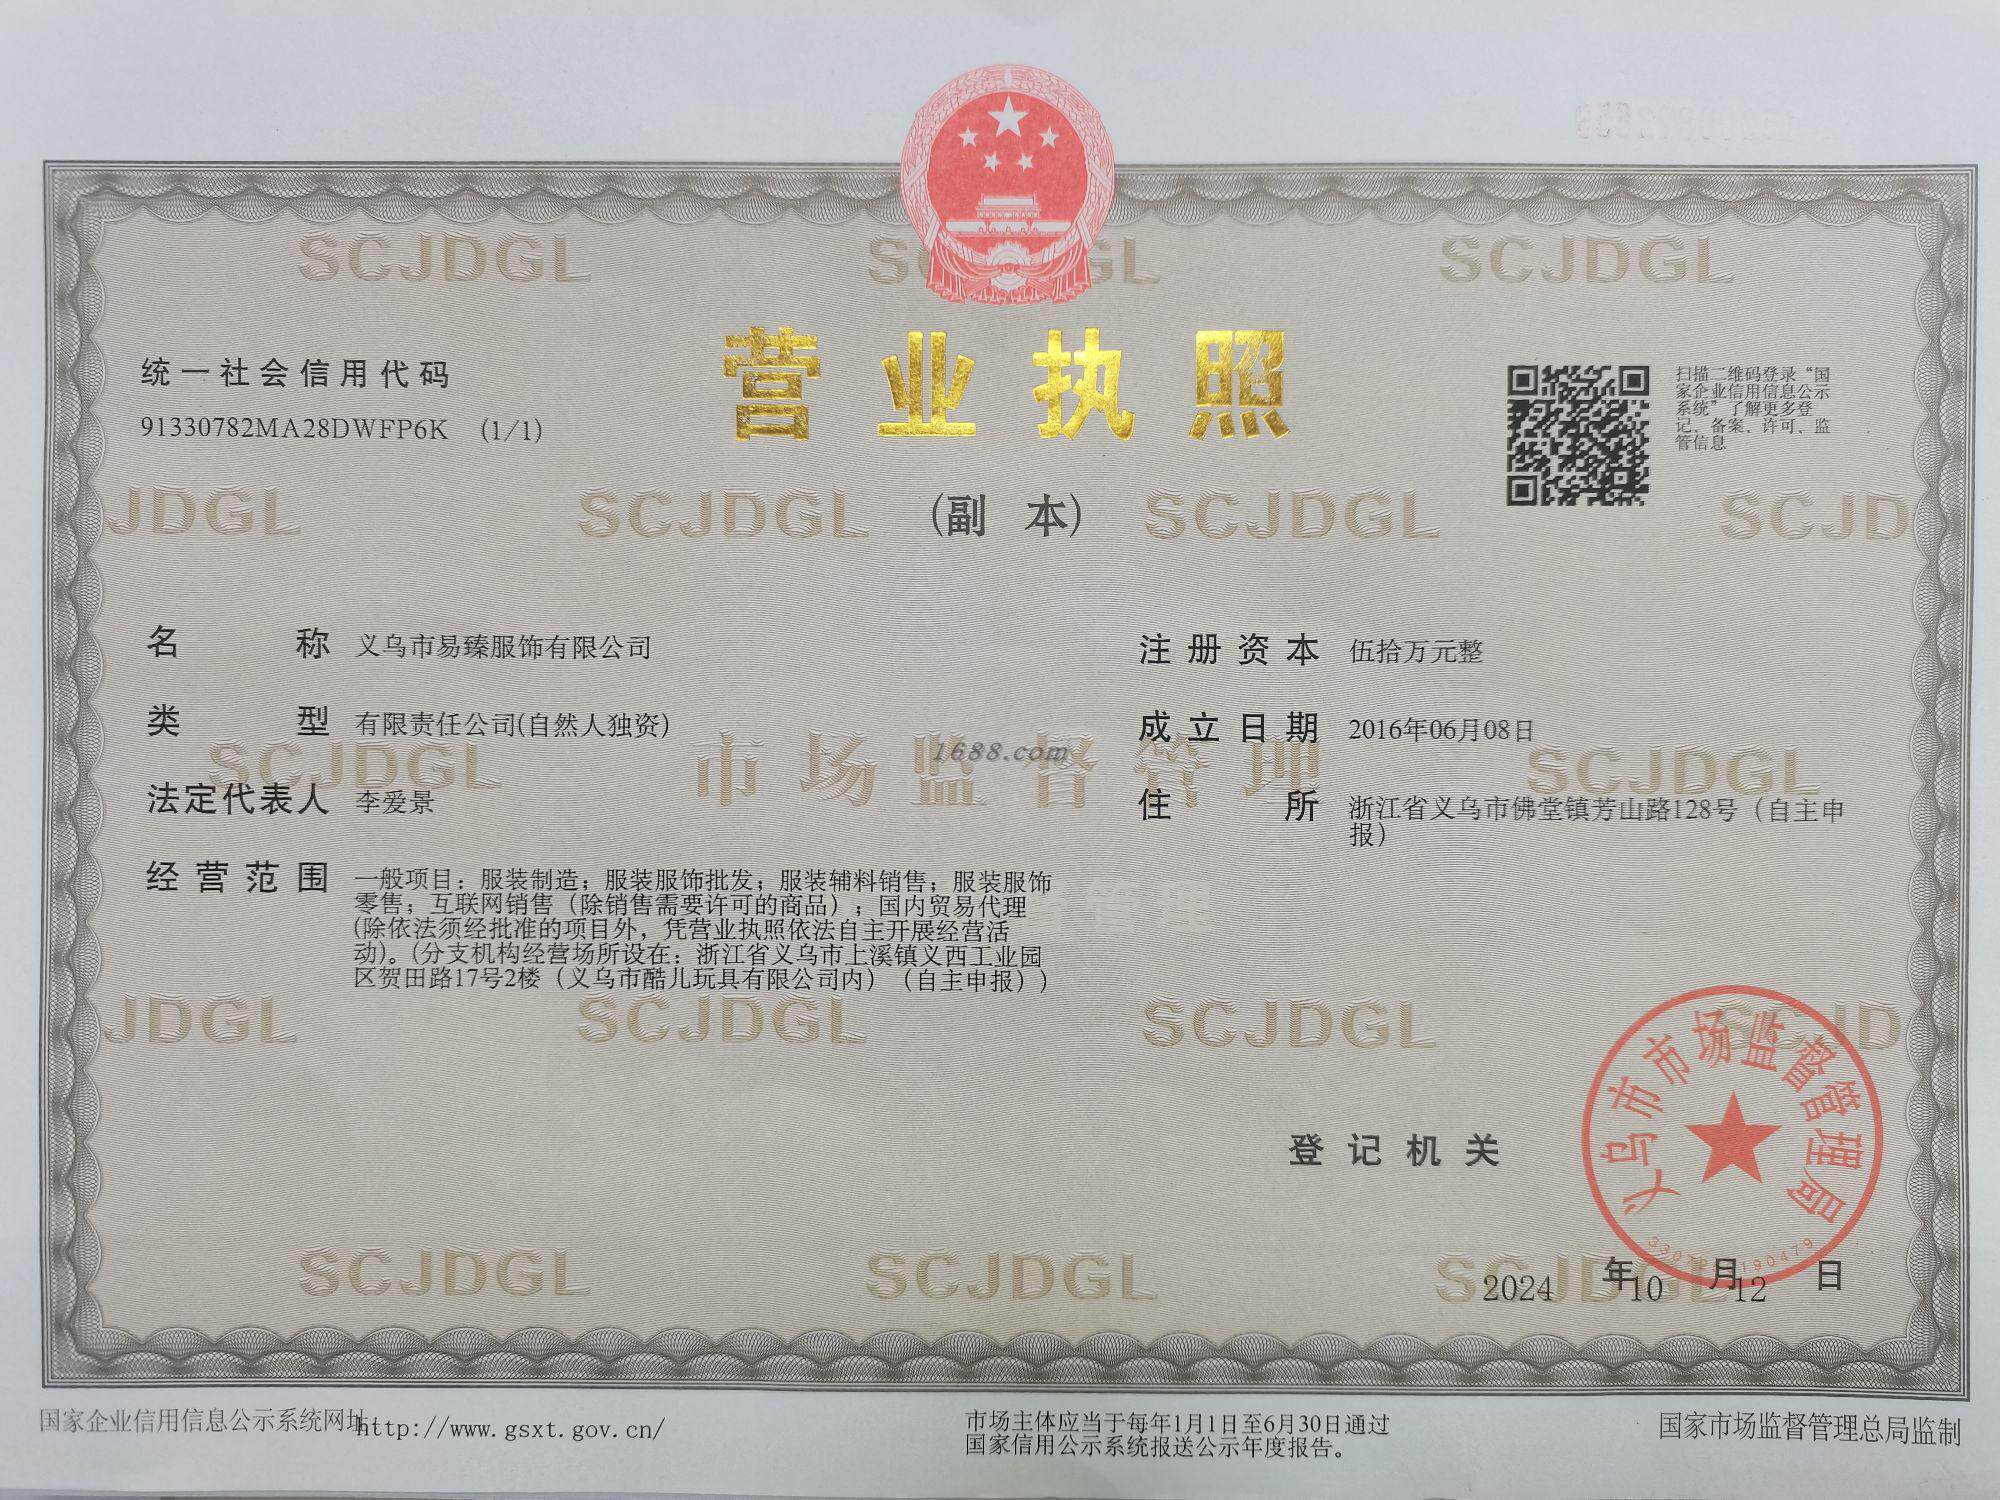 统一社会信用代码
91330782MA28DWFP6K (1/1)
营业执照
(副 本)
扫描二维码登录“国
家企业信用信息公示
系统”了解更多登
记、备案、许可、监
管信息
名 称 义乌市易臻服饰有限公司
类 型 有限责任公司(自然人独资)
法定代表人 李爱景
经营范围 一般项目：服装制造；服装服饰批发；服装辅料销售；服装服饰
零售；互联网销售（除销售需要许可的商品）；国内贸易代理
(除依法须经批准的项目外，凭营业执照依法自主开展经营活
动)。(分支机构经营场所设在：浙江省义乌市上溪镇义西工业园
区贺田路17号2楼（义乌市酷儿玩具有限公司内）（自主申报）)
注册资本 伍拾万元整
成立日期 2016年06月08日
住 所 浙江省义乌市佛堂镇芳山路128号（自主申
报）
1688.com
SCJDGL
市场监督管理
登记机关
义乌市市场监督管理局
2024 年 10 月 12 日
国家企业信用信息公示系统网址 http://www.gsxt.gov.cn/
市场主体应当于每年1月1日至6月30日通过
国家信用公示系统报送公示年度报告。
国家市场监督管理总局监制